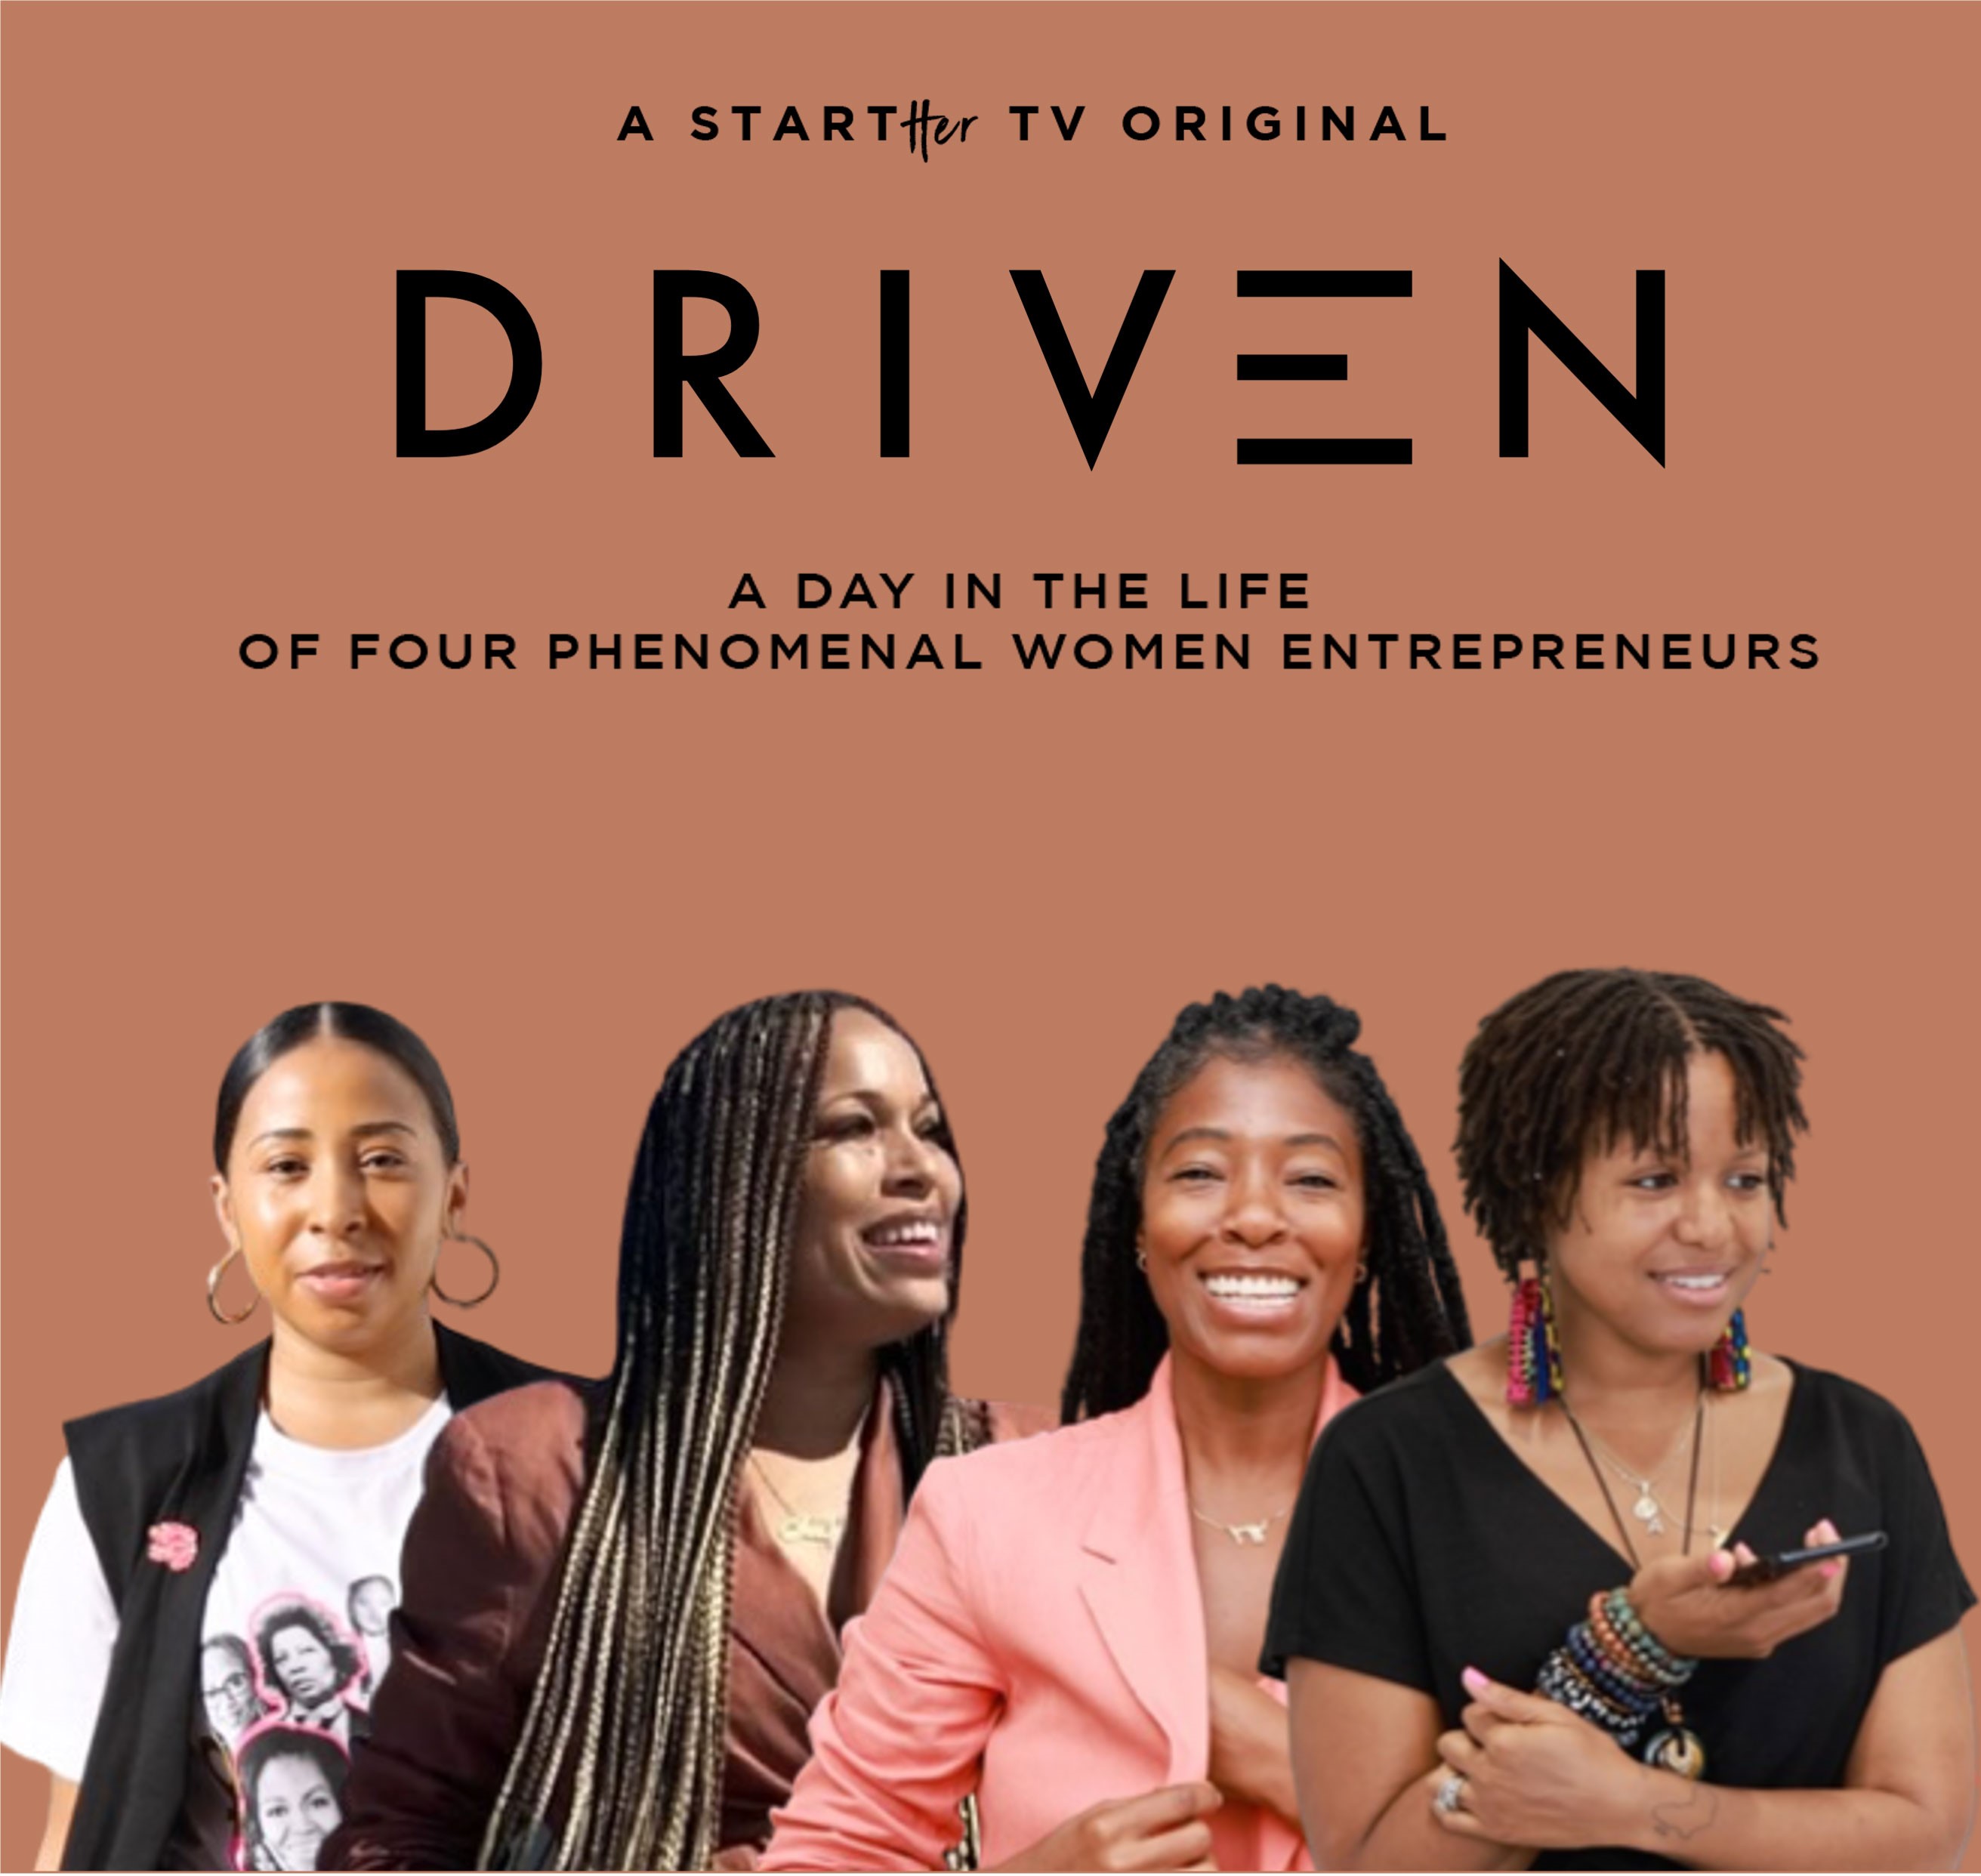 A STARTHer TV ORIGINAL
DRIVEN
A DAY IN THE LIFE
OF FOUR PHENOMENAL WOMEN ENTREPRENEURS